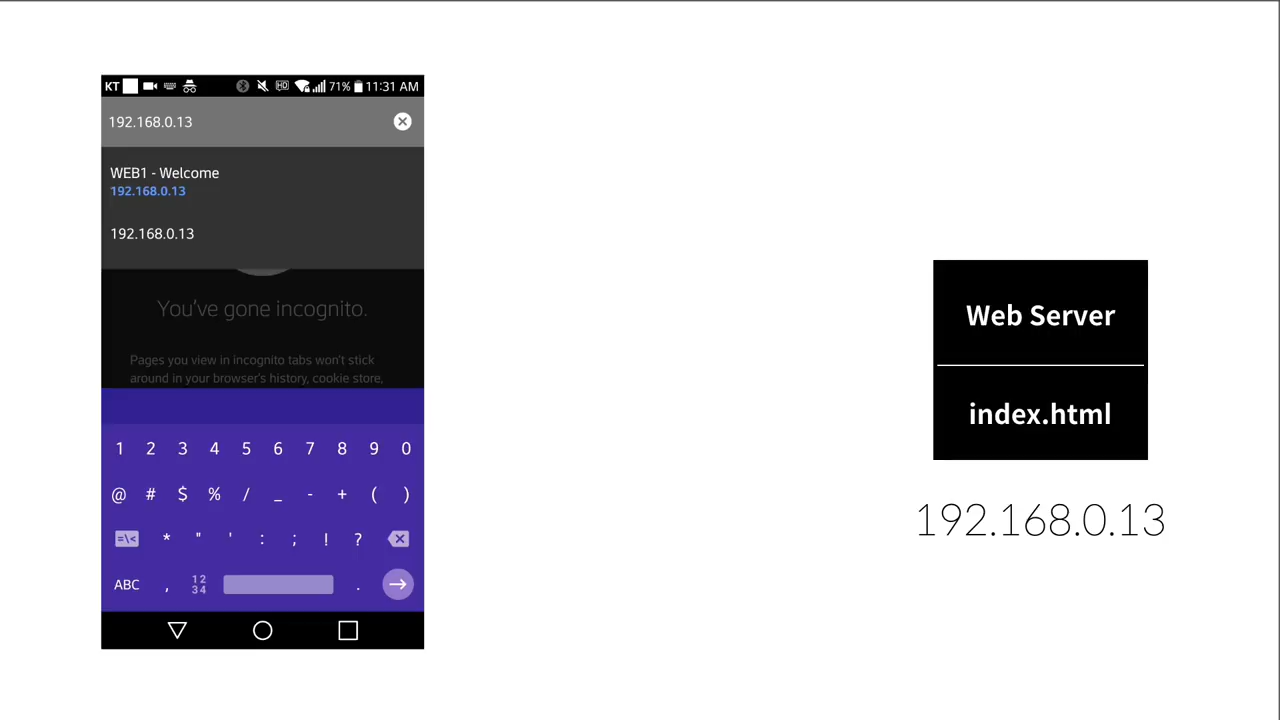 KT HD 71% 11:31 AM
192.168.0.13
WEB1 - Welcome
192.168.0.13
192.168.0.13
You've gone incognito.
Pages you view in incognito tabs won't stick
around in your browser's history, cookie store,
1 2 3 4 5 6 7 8 9 0
@ # $ % / _ - + ( )
=\< * " ' : ; ! ?
ABC , 12 .
34
Web Server
index.html
192.168.0.13